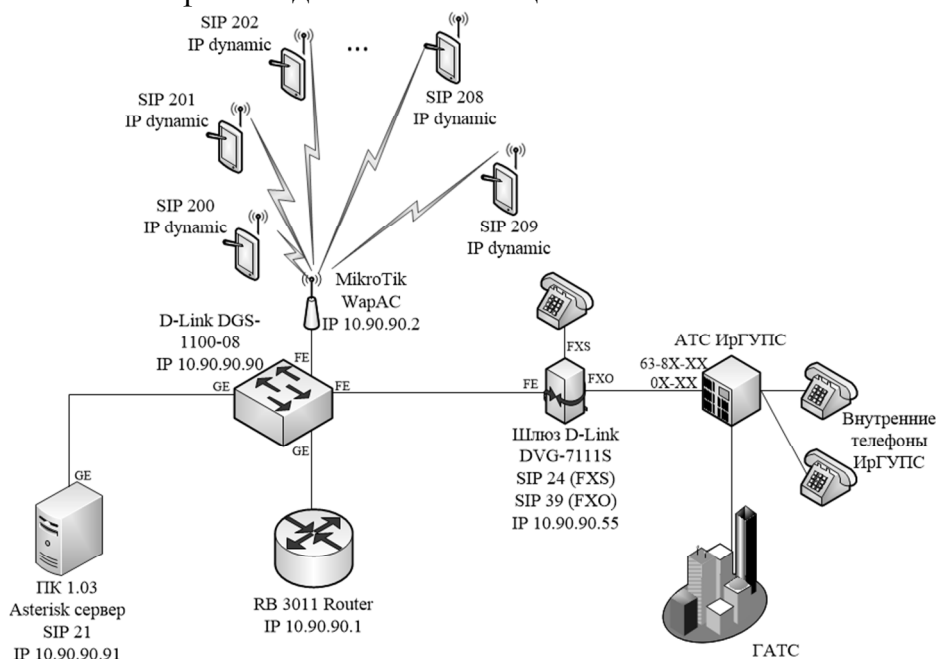 SIP 202
IP dynamic
...
SIP 201
IP dynamic
SIP 208
IP dynamic
SIP 200
IP dynamic
SIP 209
IP dynamic
MikroTik
WapAC
IP 10.90.90.2
D-Link DGS-
1100-08
IP 10.90.90.90
FE
GE
FE
GE
FXS
FE
FXO
63-8X-XX
0X-XX
АТС ИрГУПС
Внутренние
телефоны
ИрГУПС
Шлюз D-Link
DVG-7111S
SIP 24 (FXS)
SIP 39 (FXO)
IP 10.90.90.55
GE
ПК 1.03
Asterisk сервер
SIP 21
IP 10.90.90.91
RB 3011 Router
IP 10.90.90.1
ГАТС